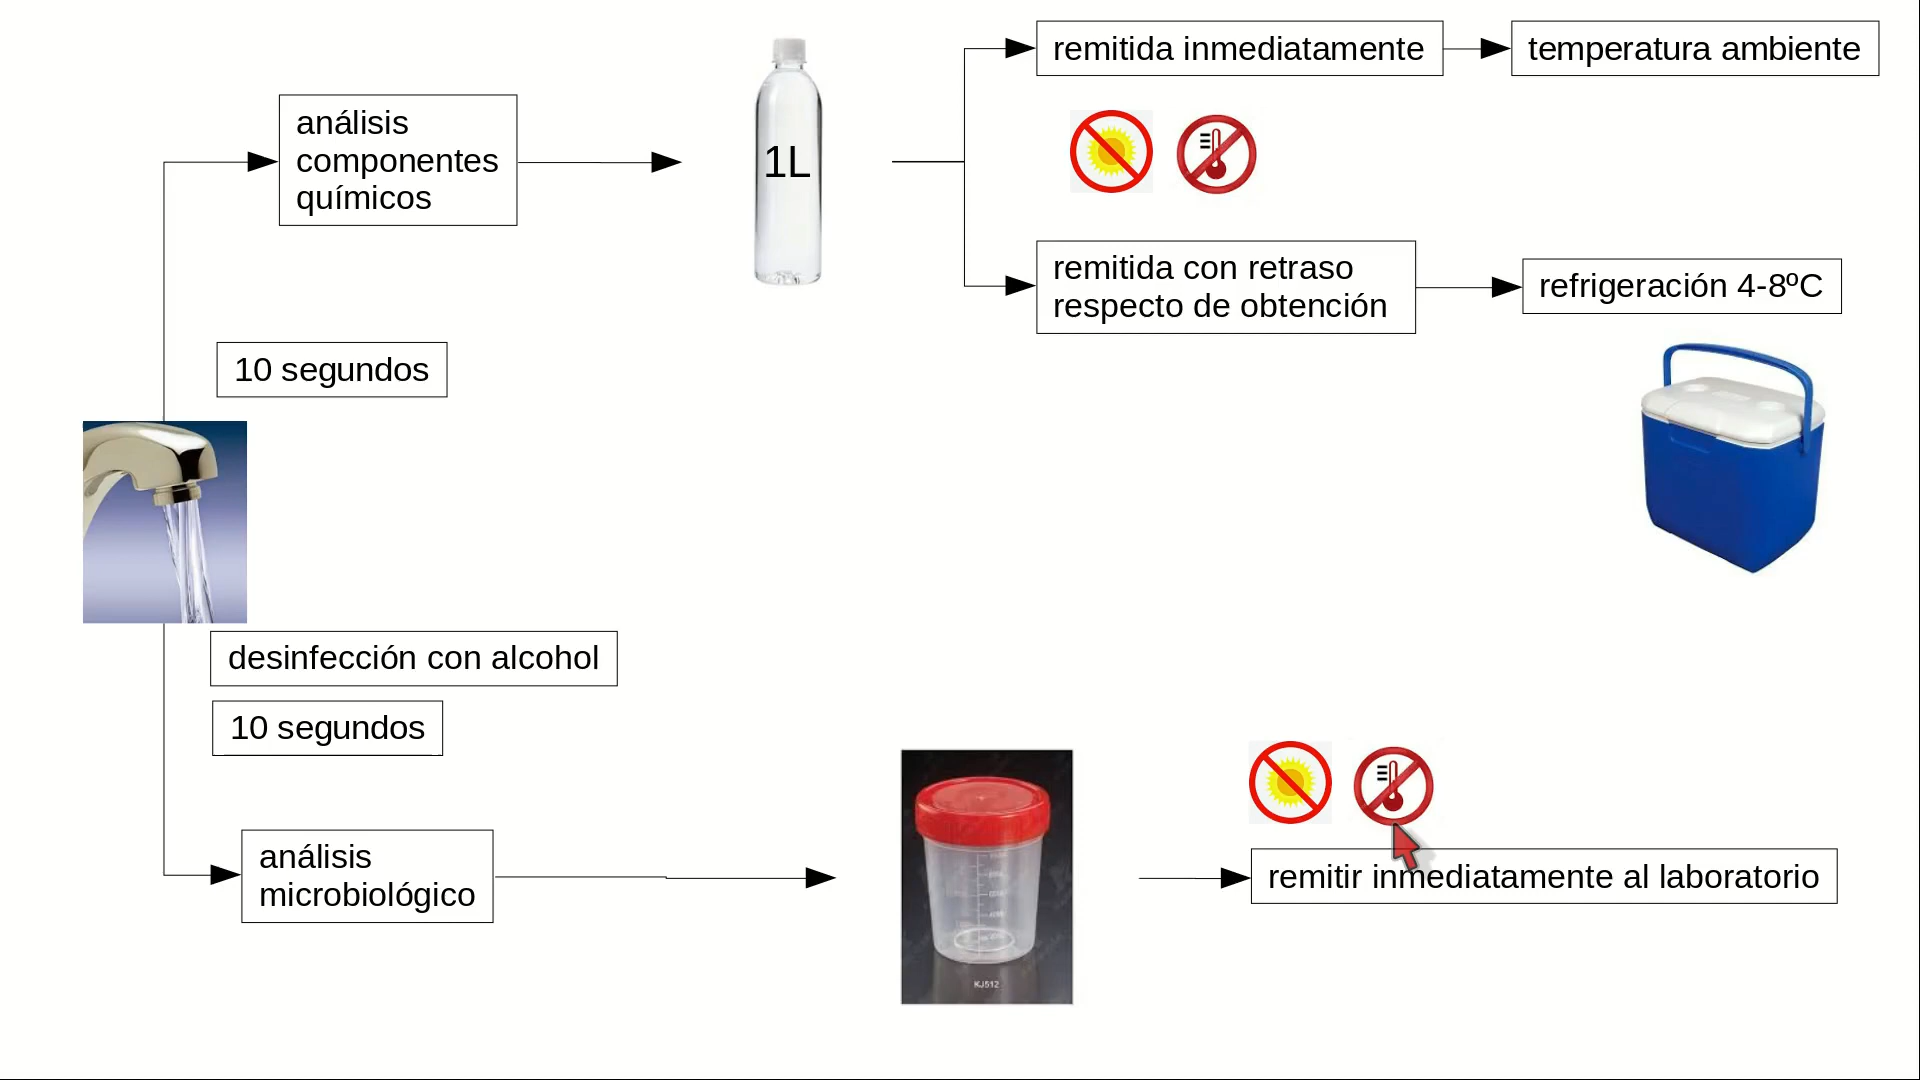 remitida inmediatamente
temperatura ambiente
análisis
componentes
químicos
1L
remitida con retraso
respecto de obtención
refrigeración 4-8ºC
10 segundos
desinfección con alcohol
10 segundos
análisis
microbiológico
KJ512
remitir inmediatamente al laboratorio